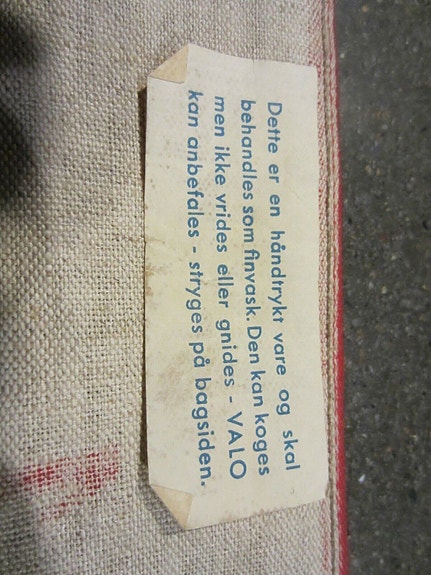 Dette er en håndtrykt vare og skal
behandles som finvask. Den kan koges
men ikke vrides eller gnides - VALO
kan anbefales - stryges på bagsiden.